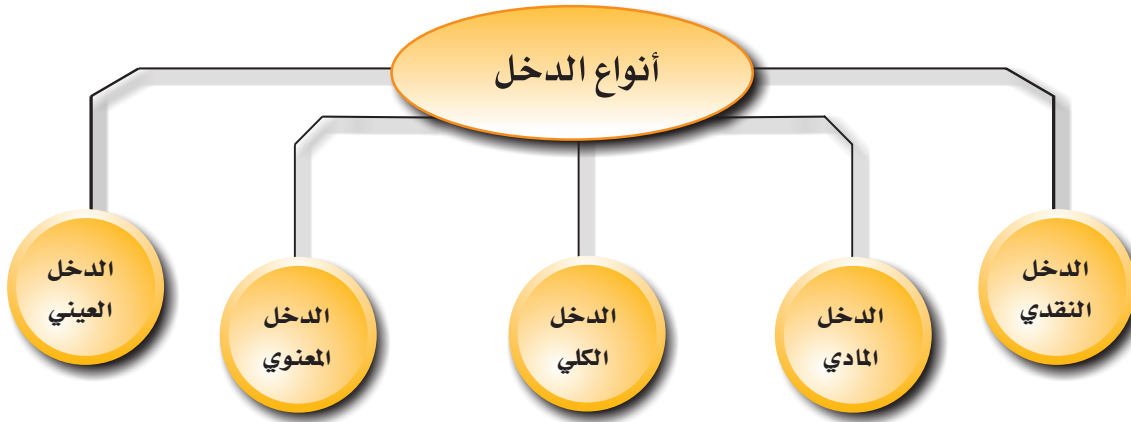 أنواع الدخل
الدخل
النقدي
الدخل
المادي
الدخل
الكلي
الدخل
المعنوي
الدخل
العيني